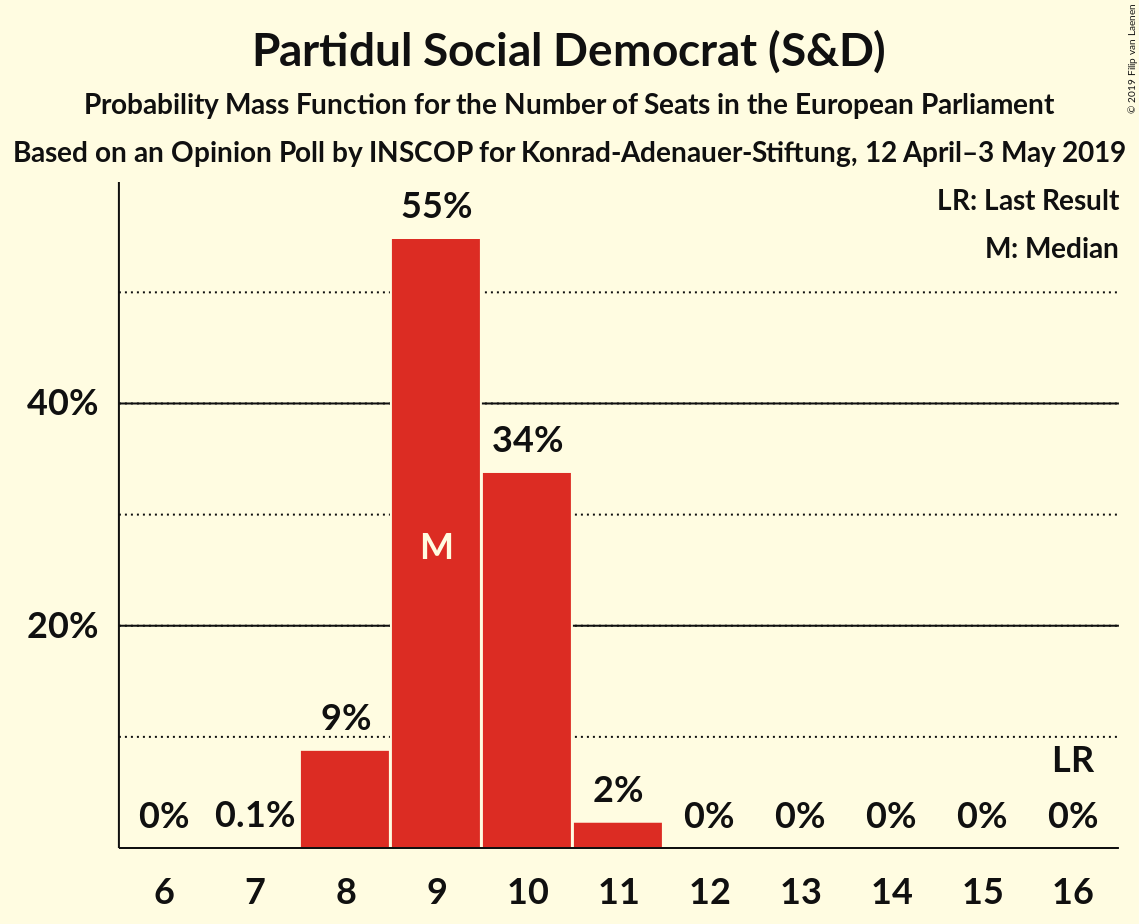 Partidul Social Democrat (S&D)
Probability Mass Function for the Number of Seats in the European Parliament
Based on an Opinion Poll by INSCOP for Konrad-Adenauer-Stiftung, 12 April–3 May 2019
© 2019 Filip van Laenen
LR: Last Result
M: Median
55%
40%
34%
M
20%
9%
LR
2%
0% 0.1% 0% 0% 0% 0% 0%
6 7 8 9 10 11 12 13 14 15 16